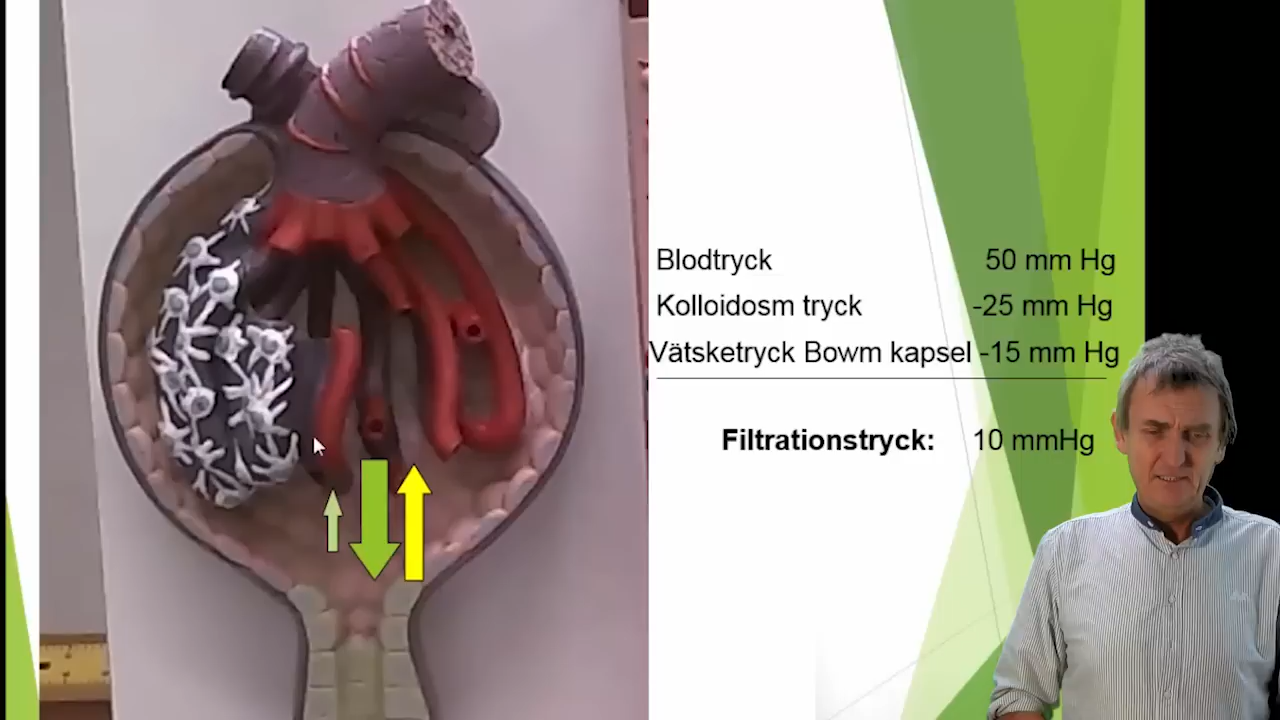 Blodtryck 50 mm Hg
Kolloidosm tryck -25 mm Hg
Vätsketryck Bowm kapsel -15 mm Hg
Filtrationstryck: 10 mmHg